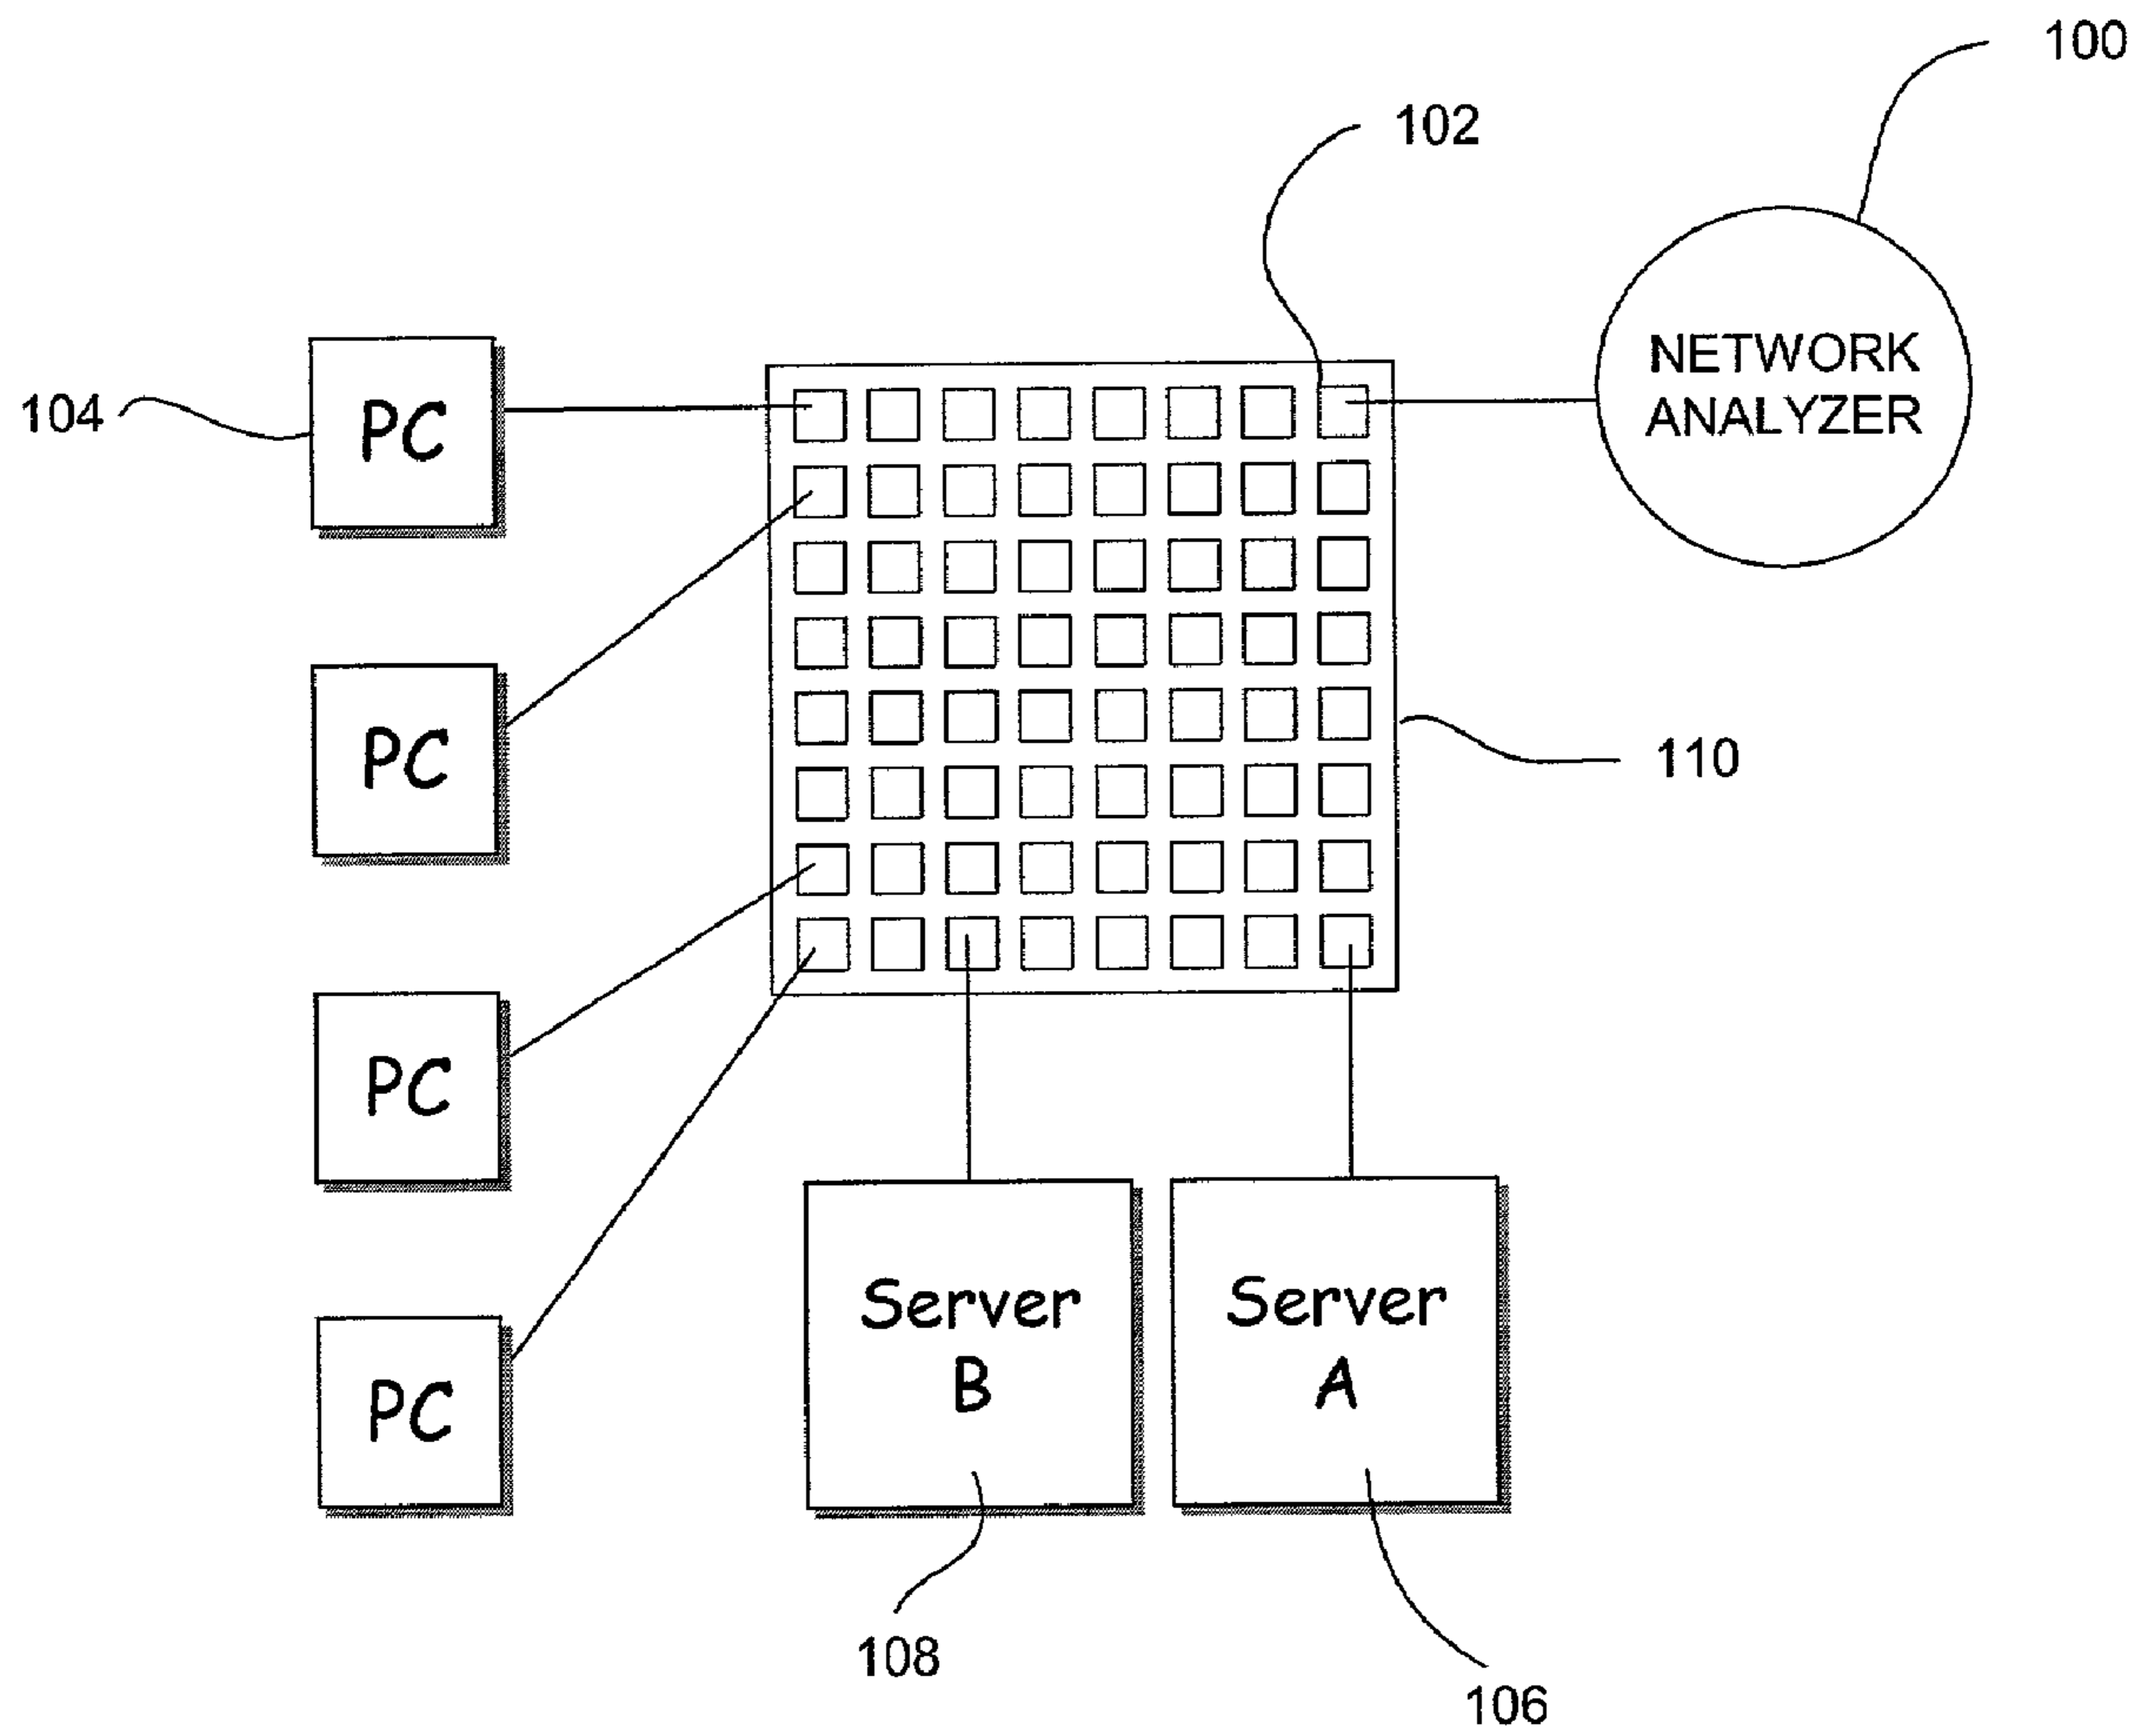 100
102
NETWORK
ANALYZER
104
PC
PC
110
PC
PC
Server
B
Server
A
108
106